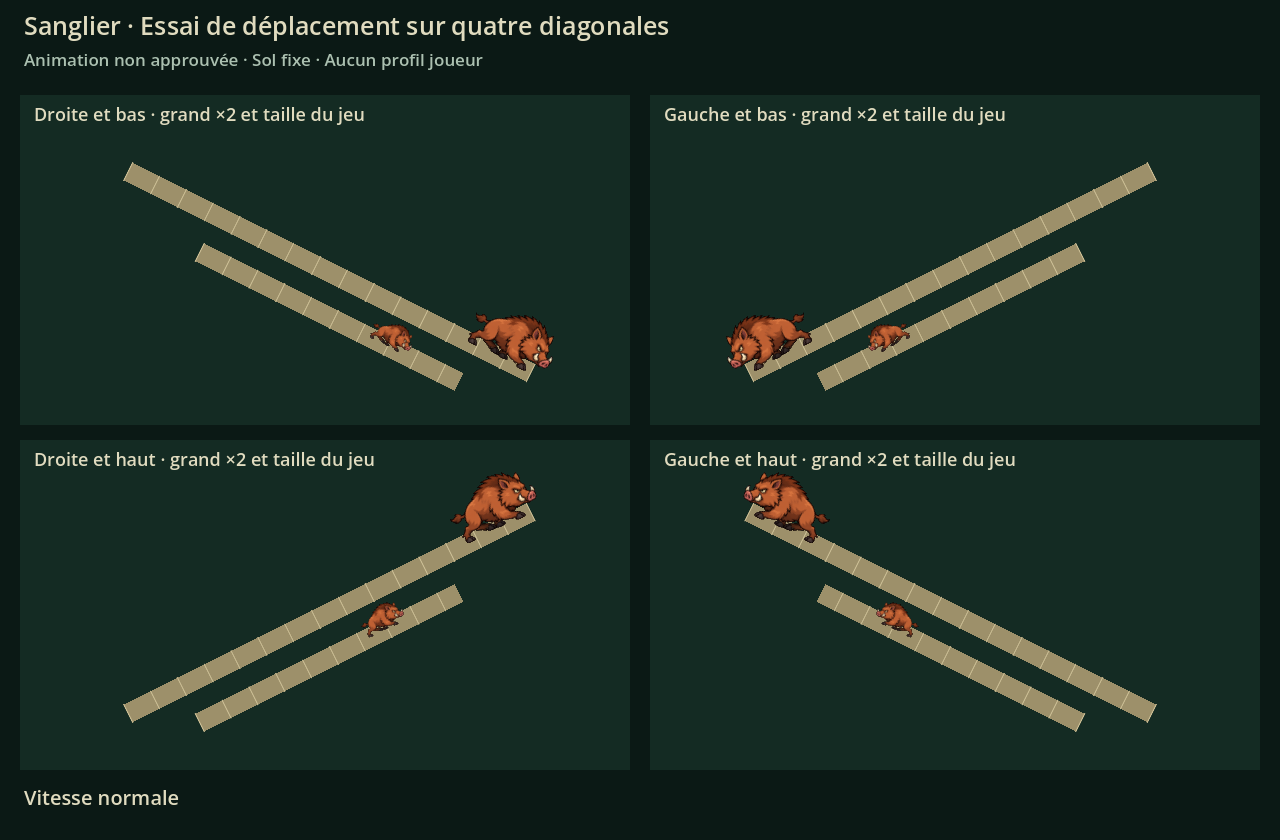 Sanglier · Essai de déplacement sur quatre diagonales
Animation non approuvée · Sol fixe · Aucun profil joueur
Droite et bas · grand ×2 et taille du jeu
Gauche et bas · grand ×2 et taille du jeu
Droite et haut · grand ×2 et taille du jeu
Gauche et haut · grand ×2 et taille du jeu
Vitesse normale